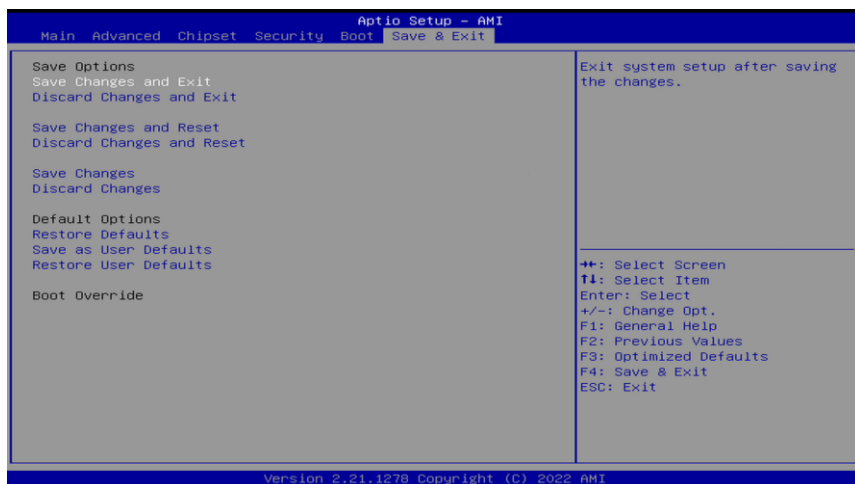 Aptio Setup – AMI
Main Advanced Chipset Security Boot Save & Exit
Save Options
Save Changes and Exit
Discard Changes and Exit
Save Changes and Reset
Discard Changes and Reset
Save Changes
Discard Changes
Default Options
Restore Defaults
Save as User Defaults
Restore User Defaults
Boot Override
Exit system setup after saving
the changes.
→←: Select Screen
↑↓: Select Item
Enter: Select
+/-: Change Opt.
F1: General Help
F2: Previous Values
F3: Optimized Defaults
F4: Save & Exit
ESC: Exit
Version 2.21.1278 Copyright (C) 2022 AMI